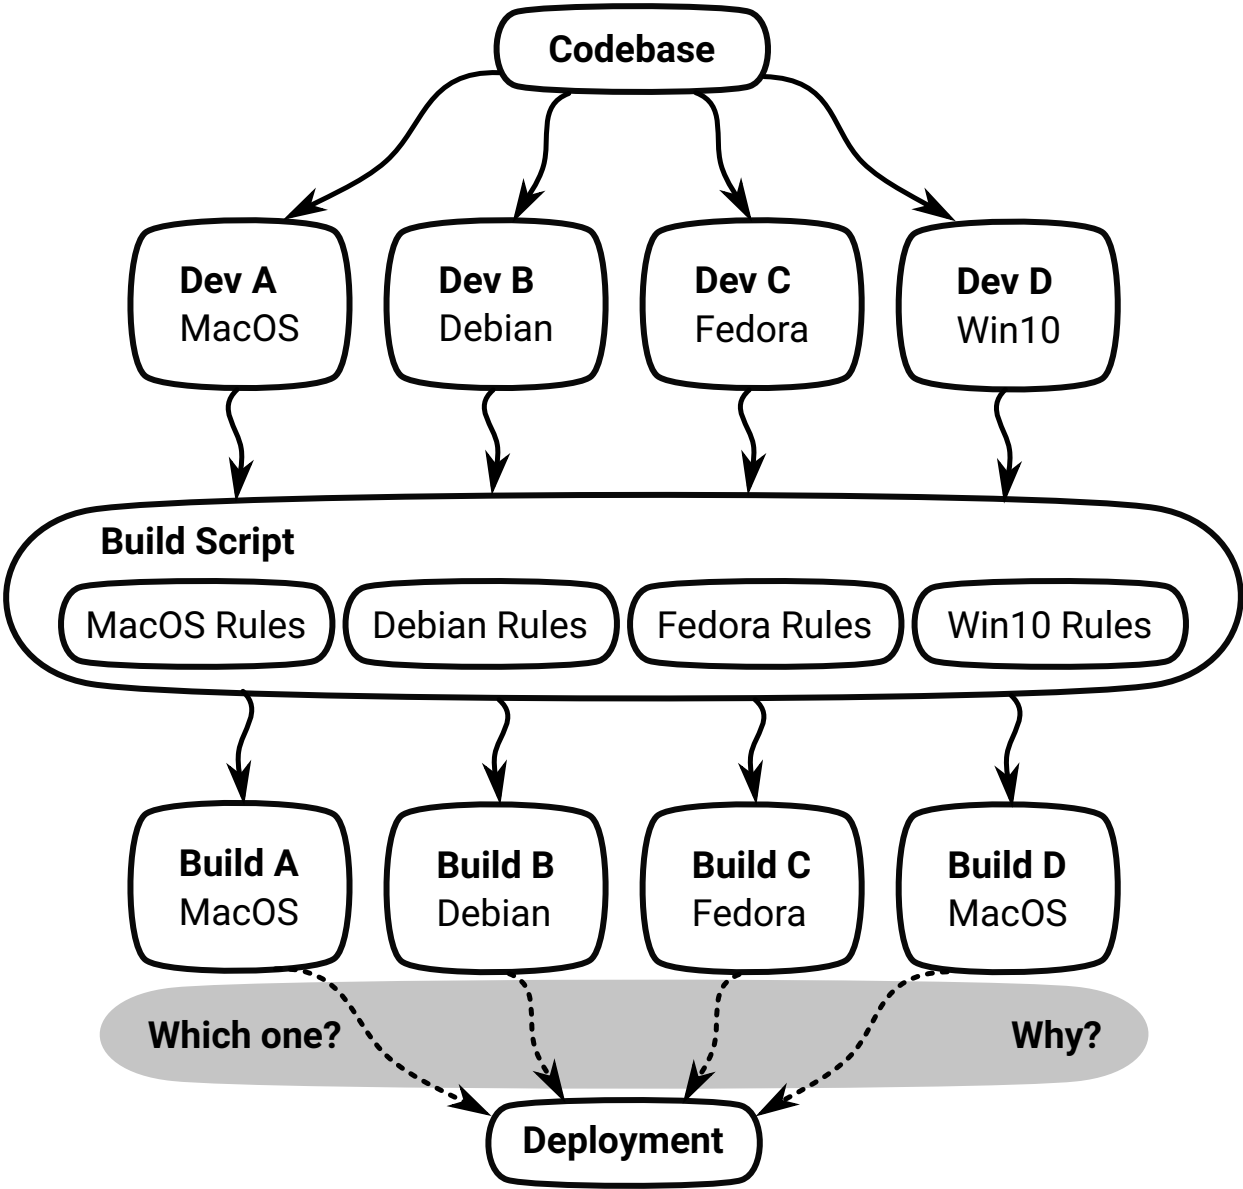 Codebase
Dev A
MacOS
Dev B
Debian
Dev C
Fedora
Dev D
Win10
Build Script
MacOS Rules
Debian Rules
Fedora Rules
Win10 Rules
Build A
MacOS
Build B
Debian
Build C
Fedora
Build D
MacOS
Which one?
Why?
Deployment